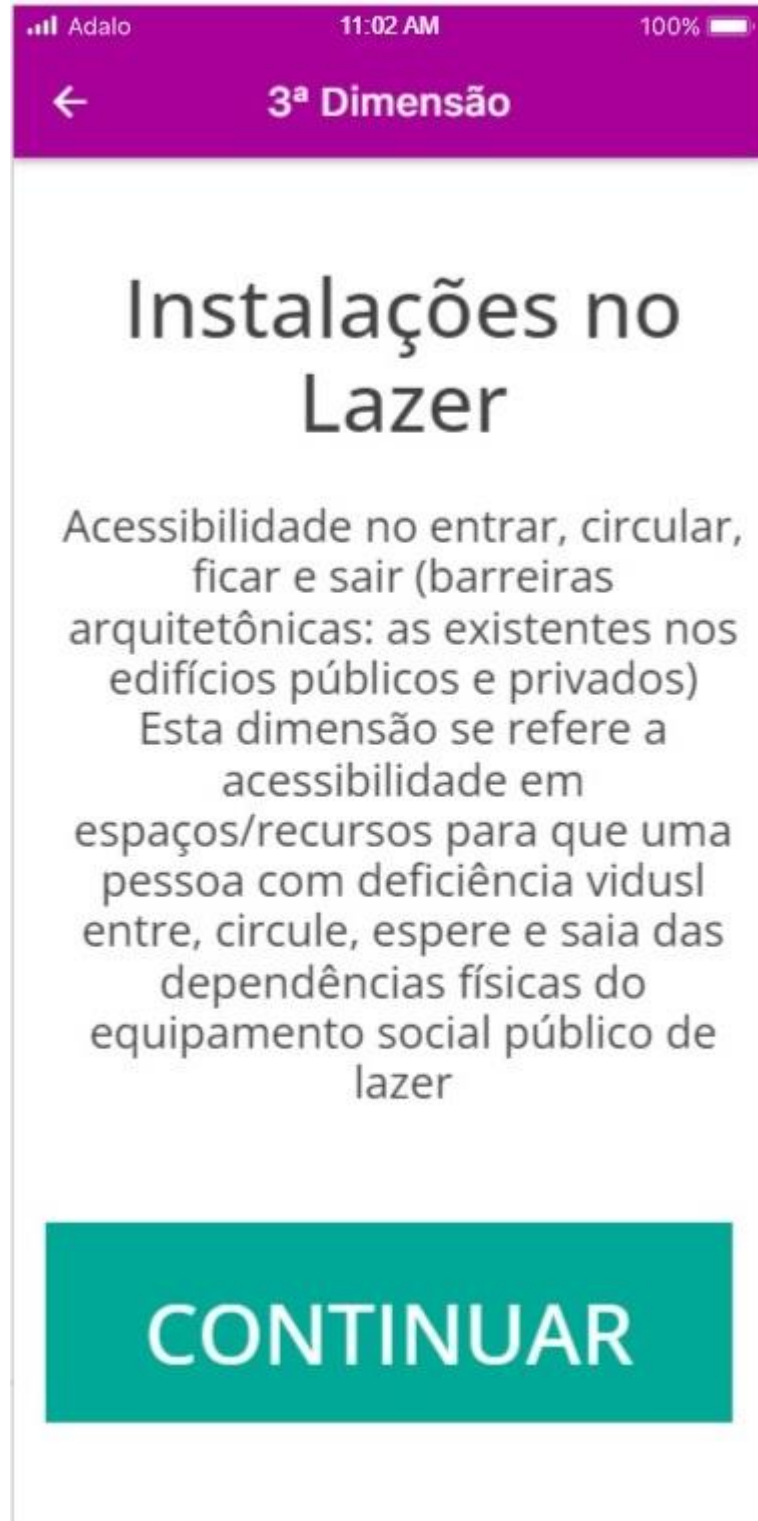 Adalo 11:02 AM 100%
3ª Dimensão
Instalações no
Lazer
Acessibilidade no entrar, circular,
ficar e sair (barreiras
arquitetônicas: as existentes nos
edifícios públicos e privados)
Esta dimensão se refere a
acessibilidade em
espaços/recursos para que uma
pessoa com deficiência vidusl
entre, circule, espere e saia das
dependências físicas do
equipamento social público de
lazer
CONTINUAR